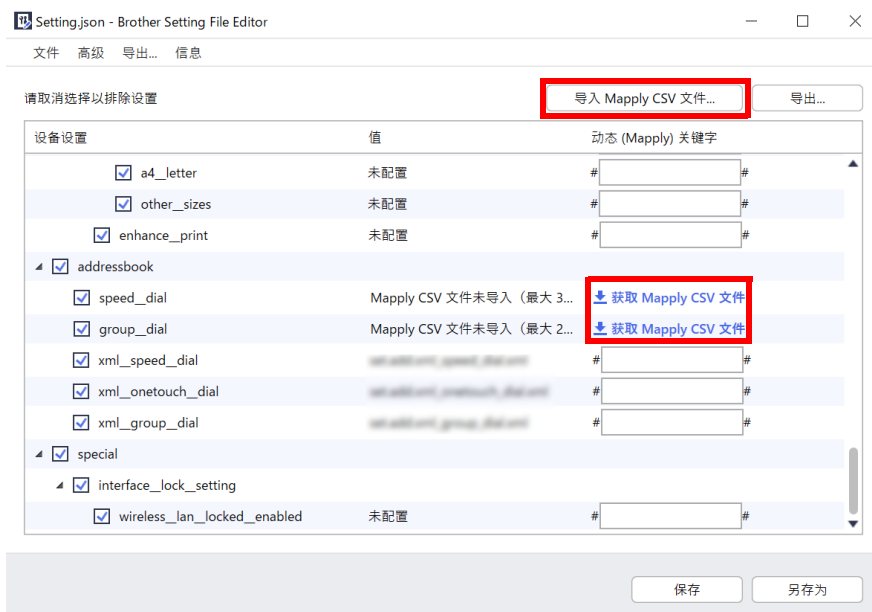 Setting.json - Brother Setting File Editor
文件 高级 导出... 信息
请取消选择以排除设置 导入 Mapply CSV 文件... 导出...
设备设置 值 动态 (Mapply) 关键字
a4_letter 未配置 # #
other_sizes 未配置 # #
enhance_print 未配置 # #
addressbook
speed_dial Mapply CSV 文件未导入（最大 3... 获取 Mapply CSV 文件
group_dial Mapply CSV 文件未导入（最大 2... 获取 Mapply CSV 文件
xml_speed_dial # #
xml_onetouch_dial # #
xml_group_dial # #
special
interface_lock_setting
wireless_lan_locked_enabled 未配置 # #
保存 另存为